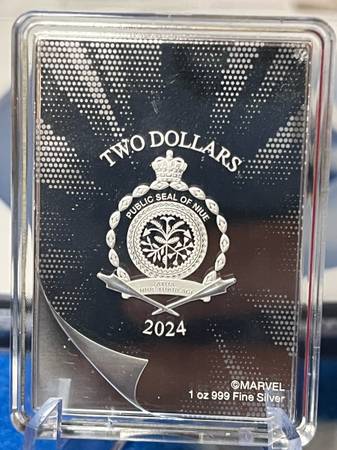 TWO DOLLARS
PUBLIC SEAL OF NIUE
2024
©MARVEL
1 oz 999 Fine Silver